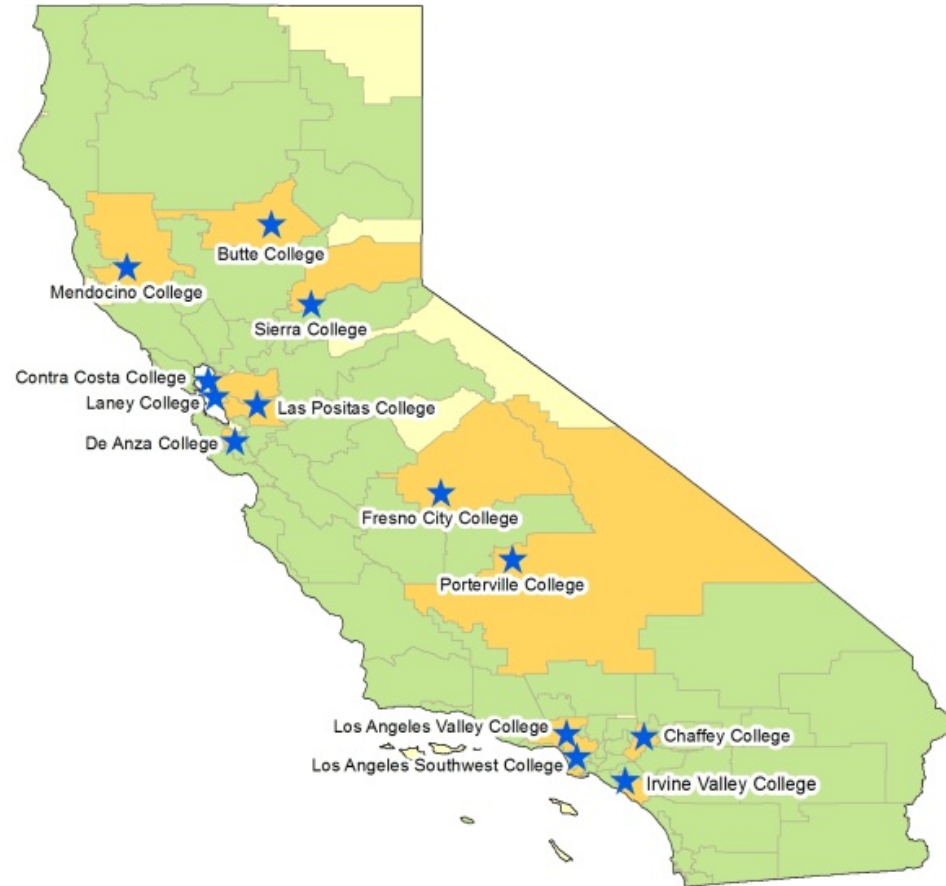 Butte College
Mendocino College
Sierra College
Contra Costa College
Laney College
Las Positas College
De Anza College
Fresno City College
Porterville College
Los Angeles Valley College
Chaffey College
Los Angeles Southwest College
Irvine Valley College